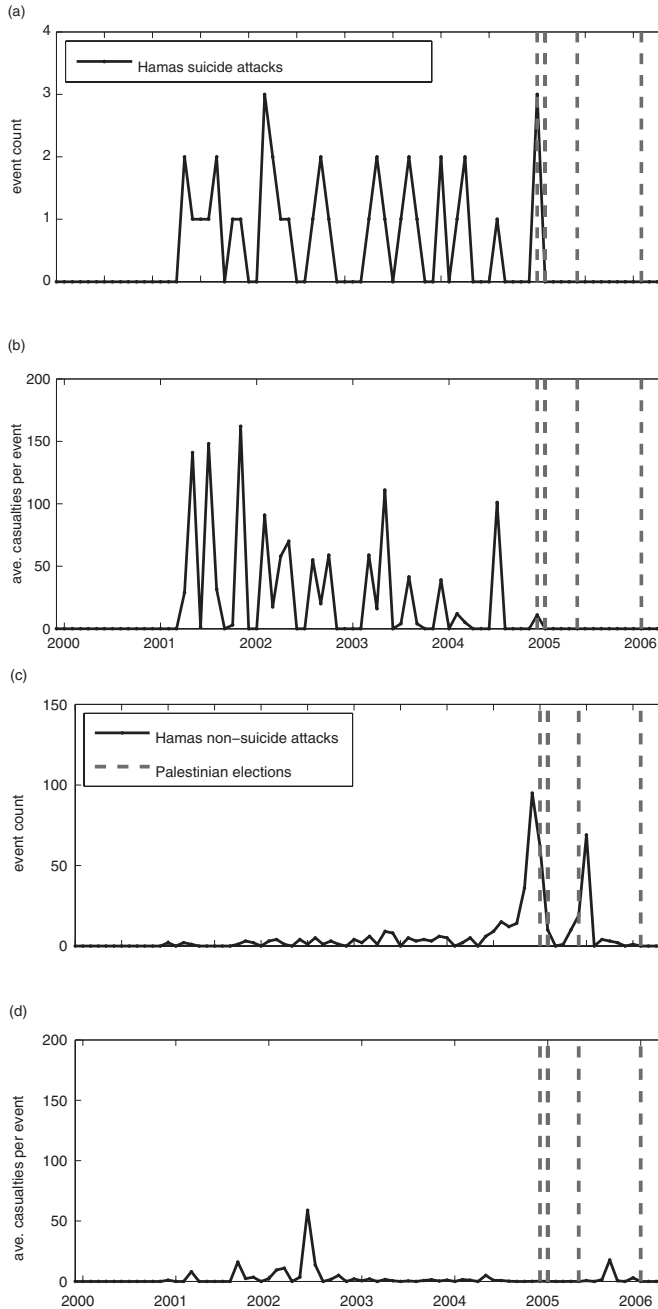 (a)
4
Hamas suicide attacks
3
event count
2
1
0
(b)
200
150
ave. casualties per event
100
50
0
2000 2001 2002 2003 2004 2005 2006
(c)
150
Hamas non−suicide attacks
Palestinian elections
100
event count
50
0
(d)
200
150
ave. casualties per event
100
50
0
2000 2001 2002 2003 2004 2005 2006